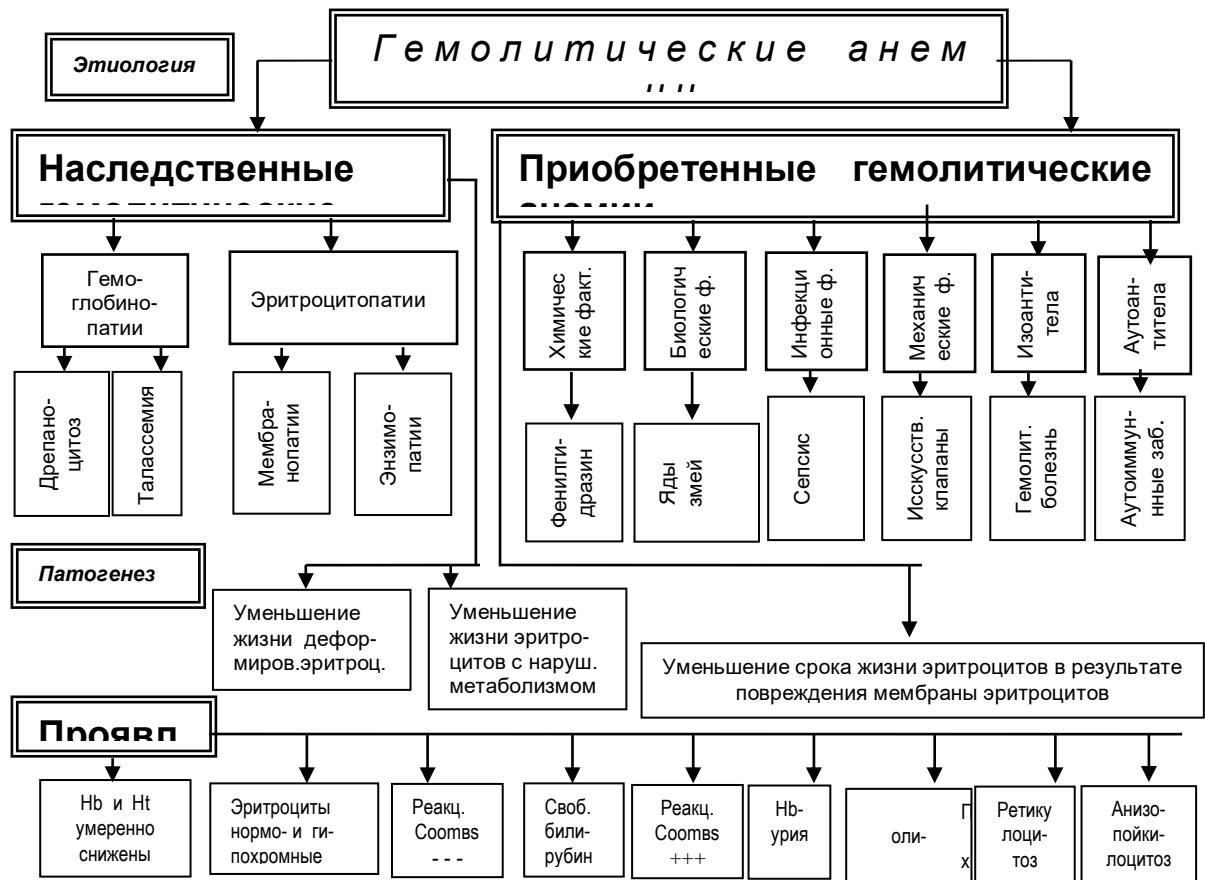 Этиология
Гемолитические анем
Наследственные
Приобретенные гемолитические
Гемо-
глобино-
патии
Эритроцитопатии
Химичес
кие факт.
Биологич
еские ф.
Инфекци
онные ф.
Механич
еские ф.
Изоанти-
тела
Аутоан-
титела
Дрепано-
цитоз
Талассемия
Мембра-
нопатии
Энзимо-
патии
Фенилги-
дразин
Яды
змей
Сепсис
Исскусств.
клапаны
Гемолит.
болезнь
Аутоиммун-
нные заб.
Патогенез
Уменьшение
жизни дефор-
миров.эритроц.
Уменьшение
жизни эритро-
цитов с наруш.
метаболизмом
Уменьшение срока жизни эритроцитов в результате
повреждения мембраны эритроцитов
Проявл
Hb и Ht
умеренно
снижены
Эритроциты
нормо- и ги-
похромные
Реакц.
Coombs
- - -
Своб.
били-
рубин
Реакц.
Coombs
+++
Hb-
урия
П
оли-
х
Ретику
лоци-
тоз
Анизо-
пойки-
лоцитоз